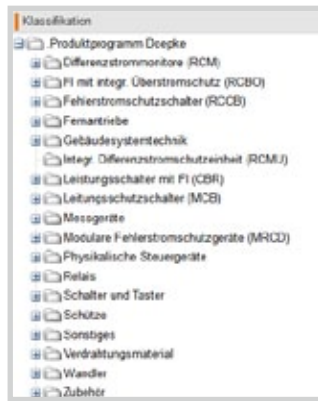 Klassifikation
Produktprogramm Doepke
Differenzstrommonitore (RCM)
FI mit integr. Überstromschutz (RCBO)
Fehlerstromschutzschalter (RCCB)
Fernantriebe
Gebäudesystemtechnik
Integr. Differenzstromschutzeinheit (RCMU)
Leistungsschalter mit FI (CBR)
Leitungsschutzschalter (MCB)
Messgeräte
Modulare Fehlerstromschutzgeräte (MRCD)
Physikalische Steuergeräte
Relais
Schalter und Taster
Schütze
Sonstiges
Verdrahtungsmaterial
Wandler
Zubehör